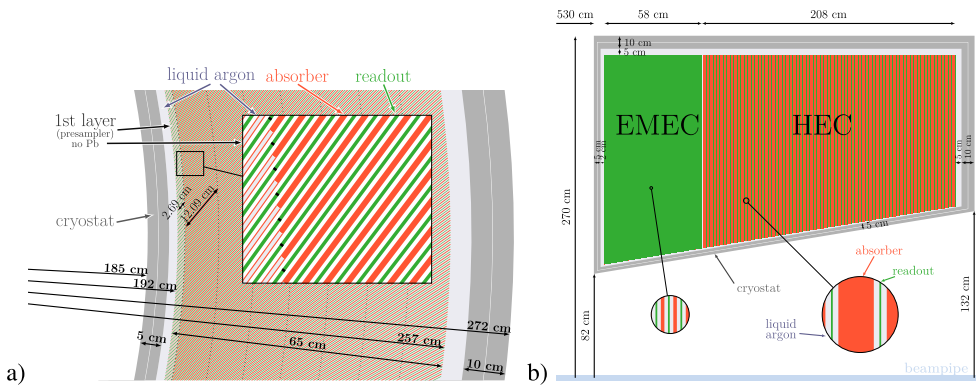 liquid argon absorber readout
1st layer
(presampler)
no Pb
2.69 cm
12.09 cm
cryostat
185 cm
192 cm
272 cm
257 cm
65 cm
5 cm
10 cm
a)
530 cm 58 cm 208 cm
10 cm
5 cm
EMEC HEC
5 cm
2 cm
5 cm
10 cm
270 cm
5 cm
absorber
readout
cryostat
liquid
argon
82 cm
132 cm
beampipe
b)